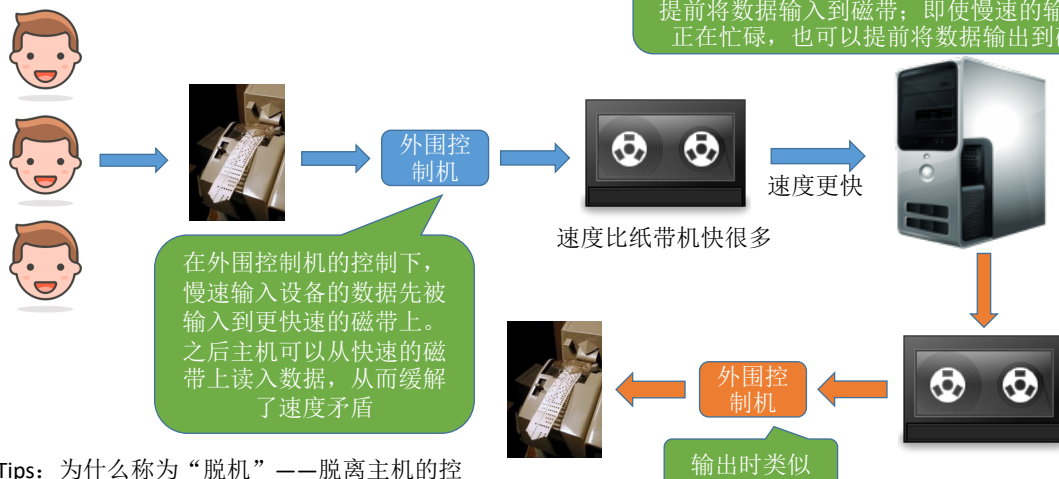 提前将数据输入到磁带；即使慢速的输
正在忙碌，也可以提前将数据输出到
外围控
制机
速度更快
速度比纸带机快很多
在外围控制机的控制下，
慢速输入设备的数据先被
输入到更快速的磁带上。
之后主机可以从快速的磁
带上读入数据，从而缓解
了速度矛盾
外围控
制机
输出时类似
Tips：为什么称为“脱机”——脱离主机的控